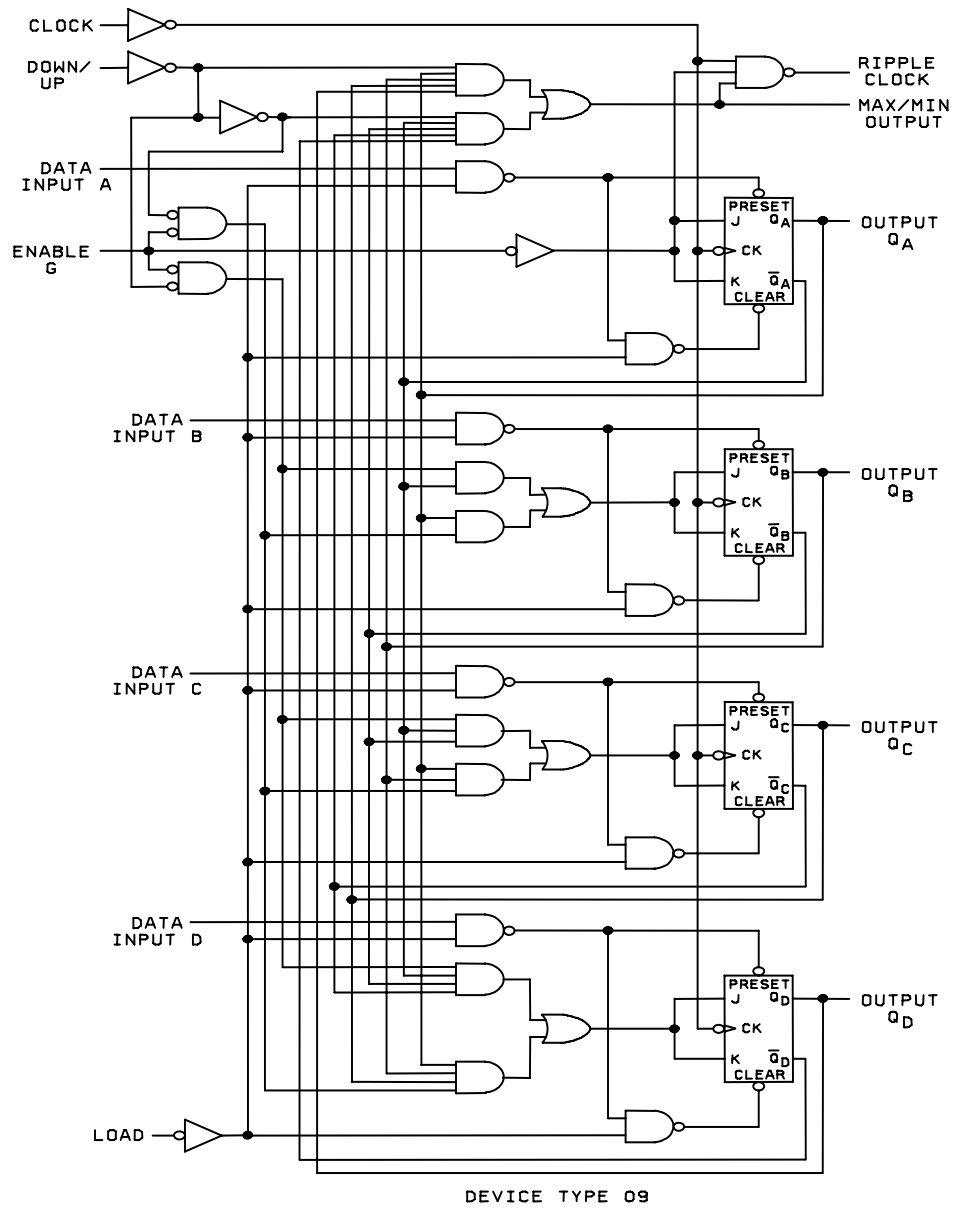 CLOCK
DOWN/
UP
RIPPLE
CLOCK
MAX/MIN
OUTPUT
DATA
INPUT A
PRESET
J QA
CK
K Q̅A
CLEAR
OUTPUT
QA
ENABLE
G
DATA
INPUT B
PRESET
J QB
CK
K Q̅B
CLEAR
OUTPUT
QB
DATA
INPUT C
PRESET
J QC
CK
K Q̅C
CLEAR
OUTPUT
QC
DATA
INPUT D
PRESET
J QD
CK
K Q̅D
CLEAR
OUTPUT
QD
LOAD
DEVICE TYPE 09